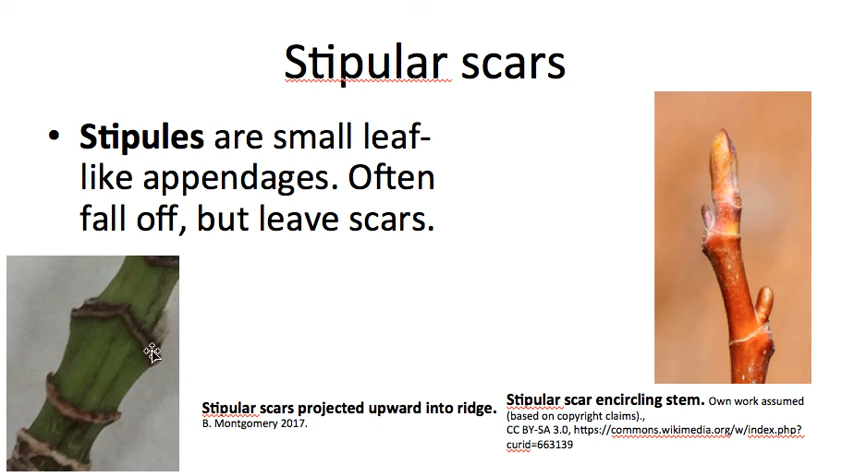 Stipular scars
• Stipules are small leaf-
like appendages. Often
fall off, but leave scars.
Stipular scars projected upward into ridge.
B. Montgomery 2017.
Stipular scar encircling stem. Own work assumed
(based on copyright claims).,
CC BY-SA 3.0, https://commons.wikimedia.org/w/index.php?
curid=663139